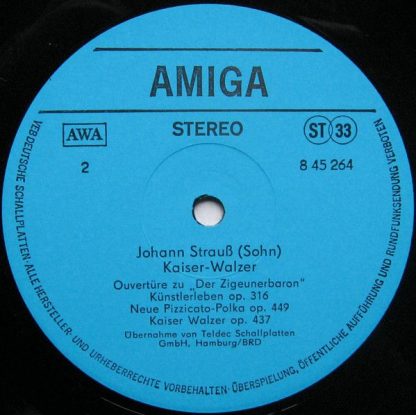 AMIGA
AWA
STEREO
ST 33
2
8 45 264
Johann Strauß (Sohn)
Kaiser-Walzer
Ouvertüre zu „Der Zigeunerbaron"
Künstlerleben op. 316
Neue Pizzicato-Polka op. 449
Kaiser Walzer op. 437
Übernahme von Teldec Schallplatten
GmbH, Hamburg/BRD
VEB DEUTSCHE SCHALLPLATTEN · ALLE HERSTELLER- UND URHEBERRECHTE VORBEHALTEN · ÜBERSPIELUNG, ÖFFENTLICHE AUFFÜHRUNG UND RUNDFUNKSENDUNG VERBOTEN